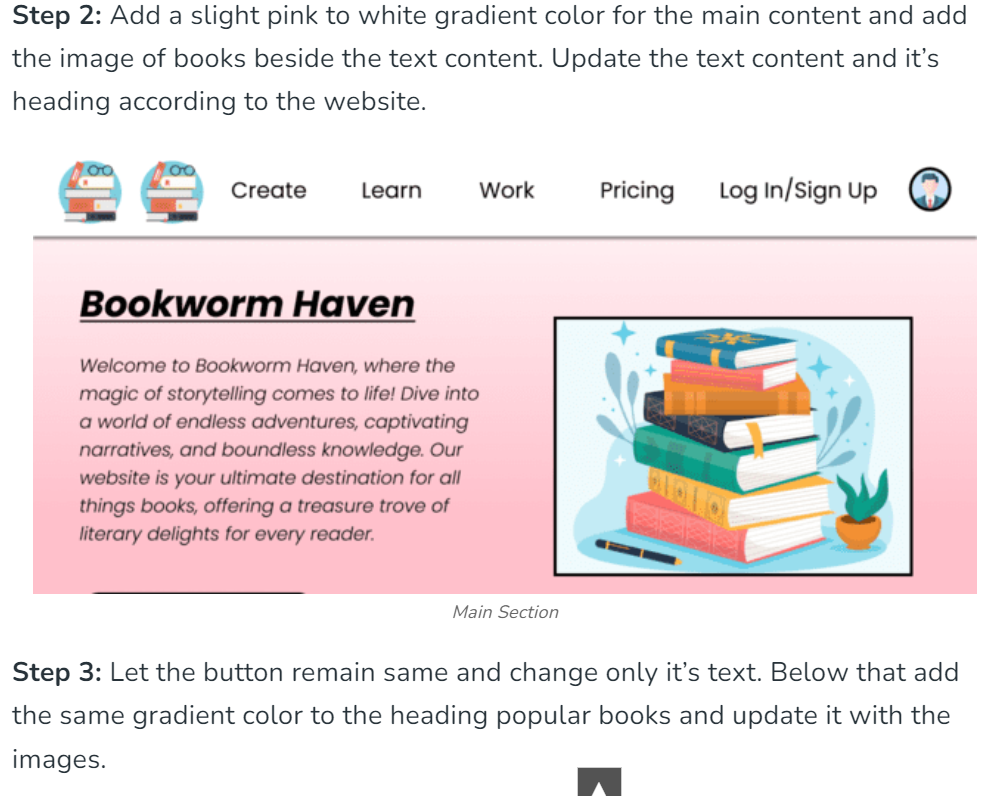 Step 2: Add a slight pink to white gradient color for the main content and add
the image of books beside the text content. Update the text content and it’s
heading according to the website.
Create Learn Work Pricing Log In/Sign Up
Bookworm Haven
Welcome to Bookworm Haven, where the
magic of storytelling comes to life! Dive into
a world of endless adventures, captivating
narratives, and boundless knowledge. Our
website is your ultimate destination for all
things books, offering a treasure trove of
literary delights for every reader.
Main Section
Step 3: Let the button remain same and change only it’s text. Below that add
the same gradient color to the heading popular books and update it with the
images.